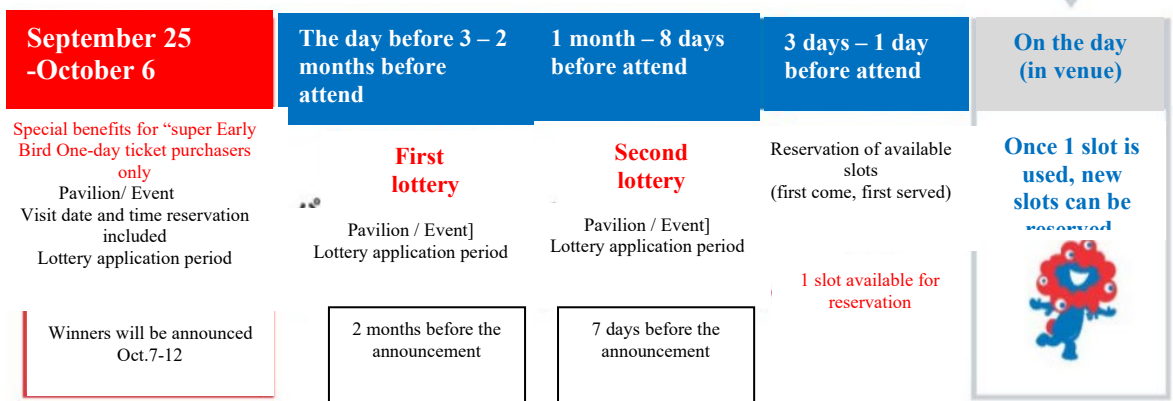 September 25
-October 6
Special benefits for “super Early
Bird One-day ticket purchasers
only
Pavilion/ Event
Visit date and time reservation
included
Lottery application period
Winners will be announced
Oct.7-12
The day before 3 – 2
months before
attend
First
lottery
Pavilion / Event]
Lottery application period
2 months before the
announcement
1 month – 8 days
before attend
Second
lottery
Pavilion / Event]
Lottery application period
7 days before the
announcement
3 days – 1 day
before attend
Reservation of available
slots
(first come, first served)
1 slot available for
reservation
On the day
(in venue)
Once 1 slot is
used, new
slots can be
reserved